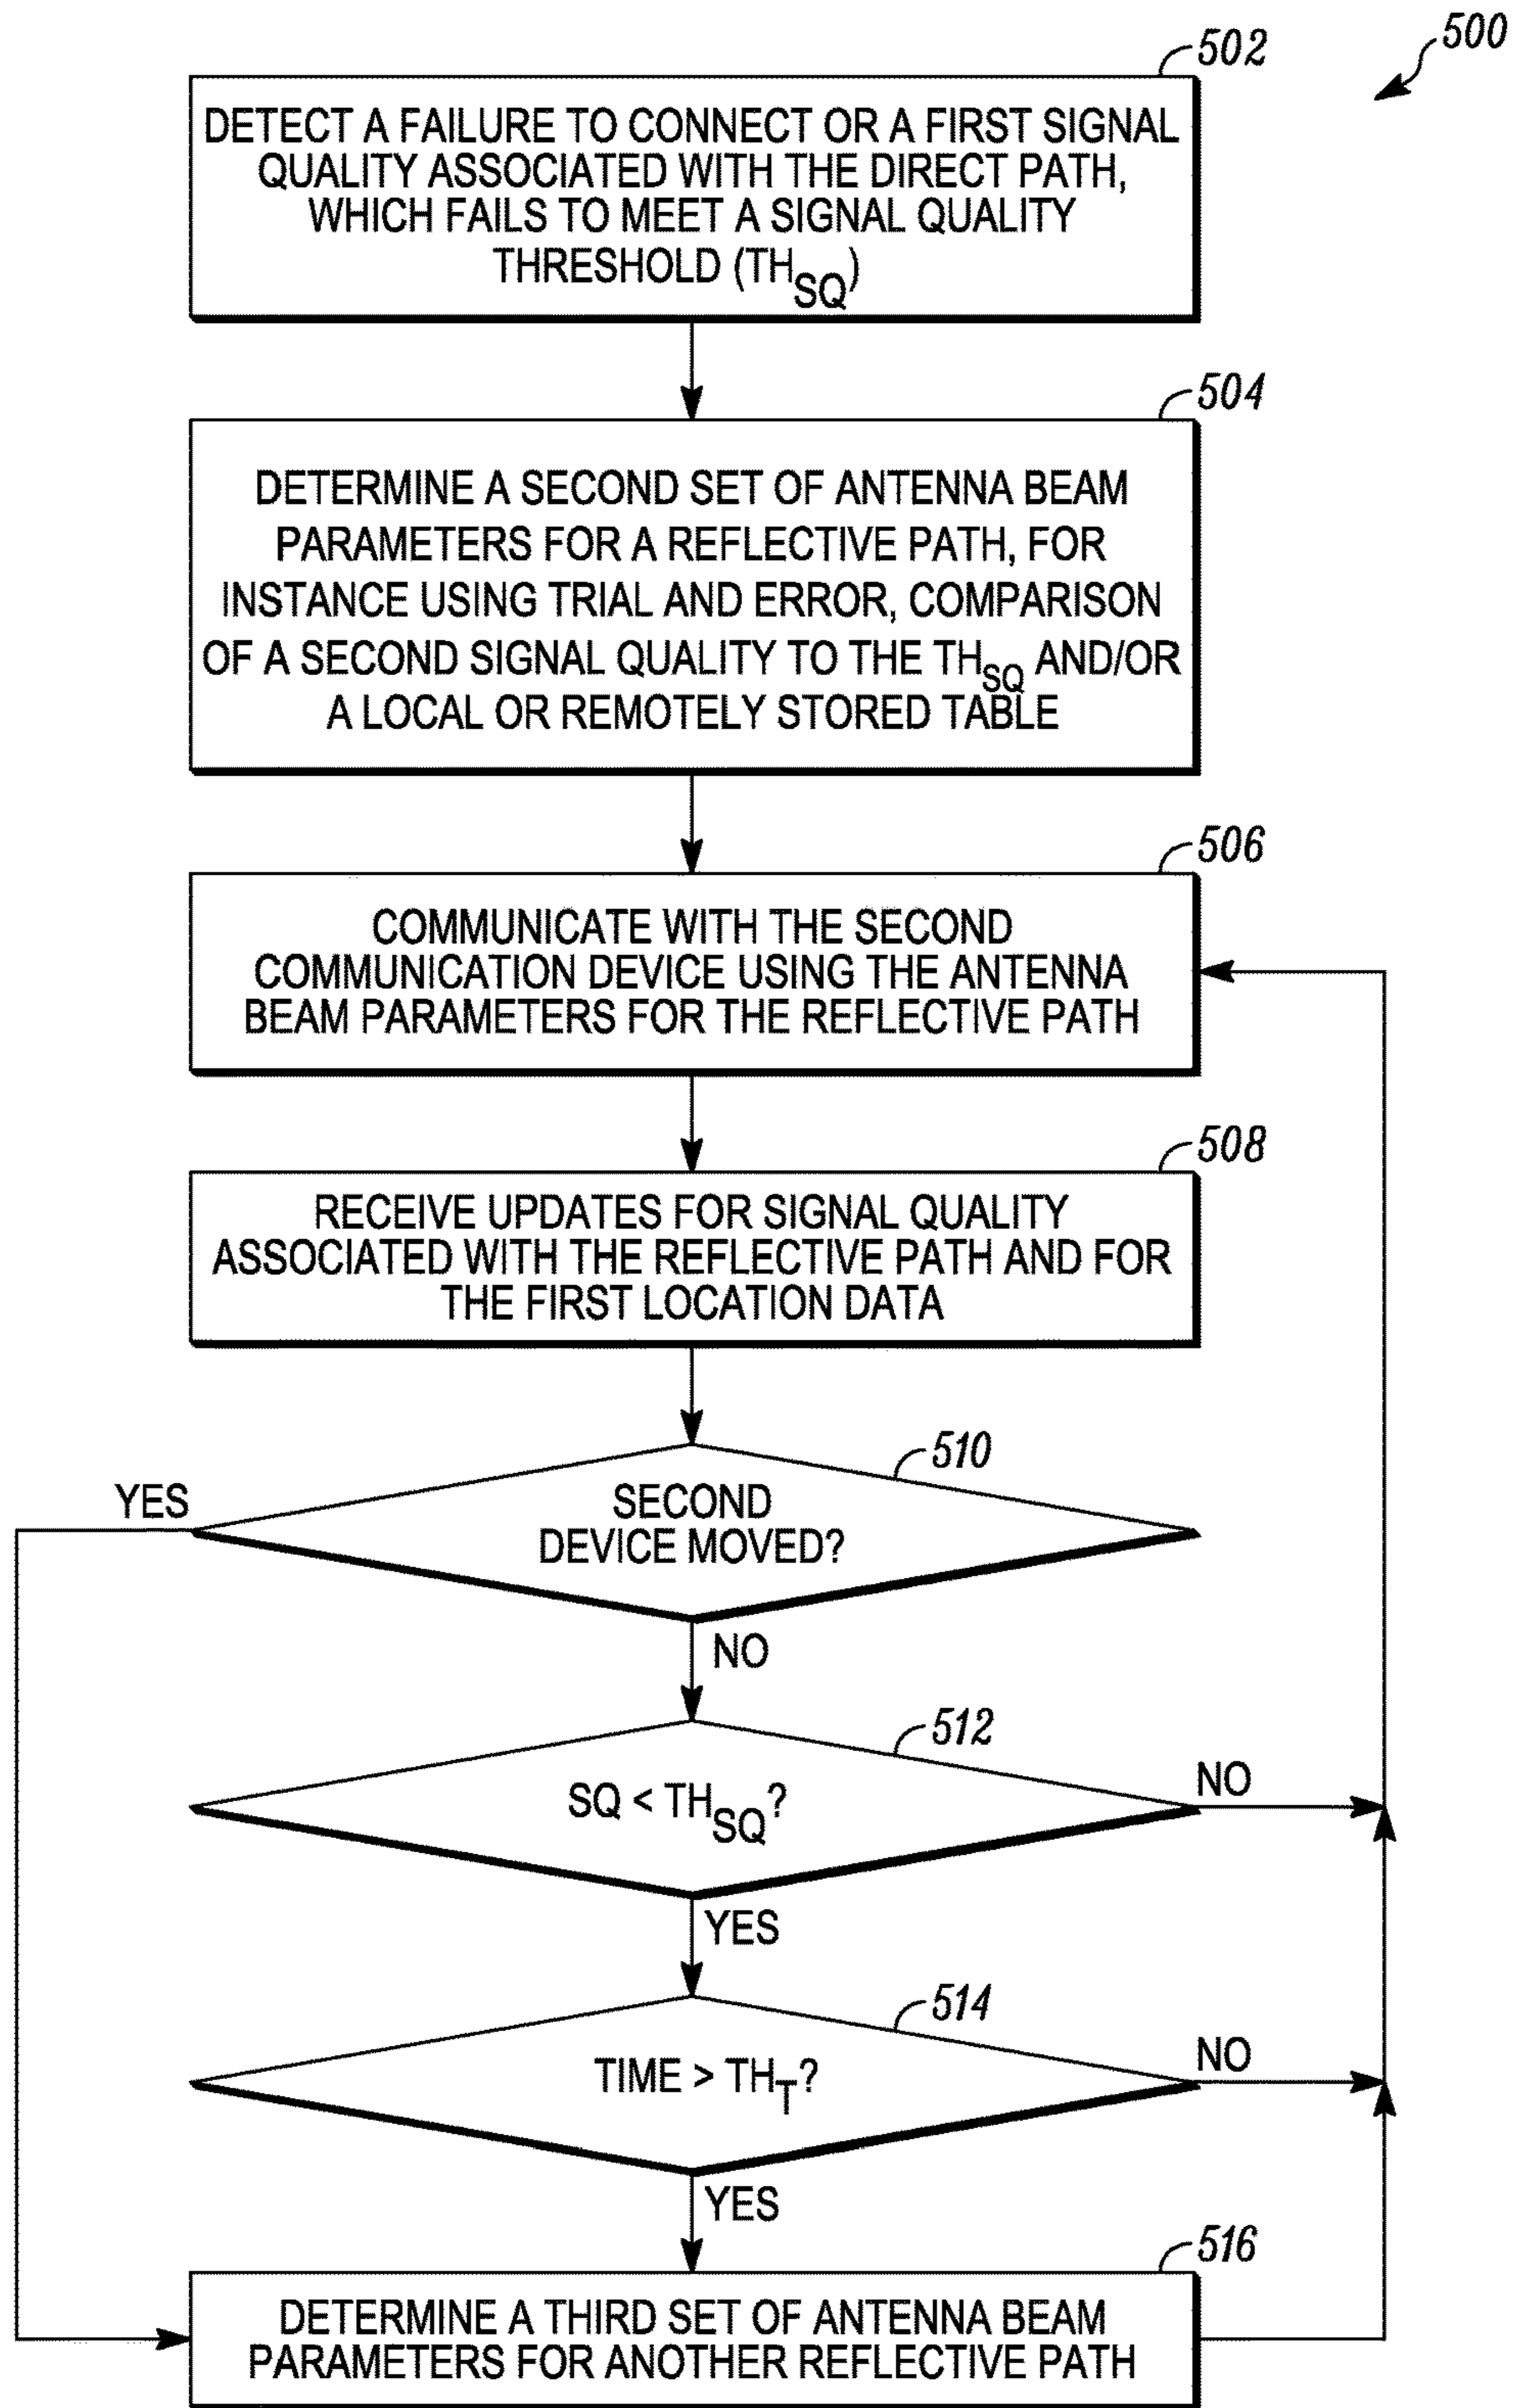 500
502
DETECT A FAILURE TO CONNECT OR A FIRST SIGNAL
QUALITY ASSOCIATED WITH THE DIRECT PATH,
WHICH FAILS TO MEET A SIGNAL QUALITY
THRESHOLD (TH_SQ)
504
DETERMINE A SECOND SET OF ANTENNA BEAM
PARAMETERS FOR A REFLECTIVE PATH, FOR
INSTANCE USING TRIAL AND ERROR, COMPARISON
OF A SECOND SIGNAL QUALITY TO THE TH_SQ AND/OR
A LOCAL OR REMOTELY STORED TABLE
506
COMMUNICATE WITH THE SECOND
COMMUNICATION DEVICE USING THE ANTENNA
BEAM PARAMETERS FOR THE REFLECTIVE PATH
508
RECEIVE UPDATES FOR SIGNAL QUALITY
ASSOCIATED WITH THE REFLECTIVE PATH AND FOR
THE FIRST LOCATION DATA
510
YES
SECOND
DEVICE MOVED?
NO
512
SQ < TH_SQ?
NO
YES
514
TIME > TH_T?
NO
YES
516
DETERMINE A THIRD SET OF ANTENNA BEAM
PARAMETERS FOR ANOTHER REFLECTIVE PATH